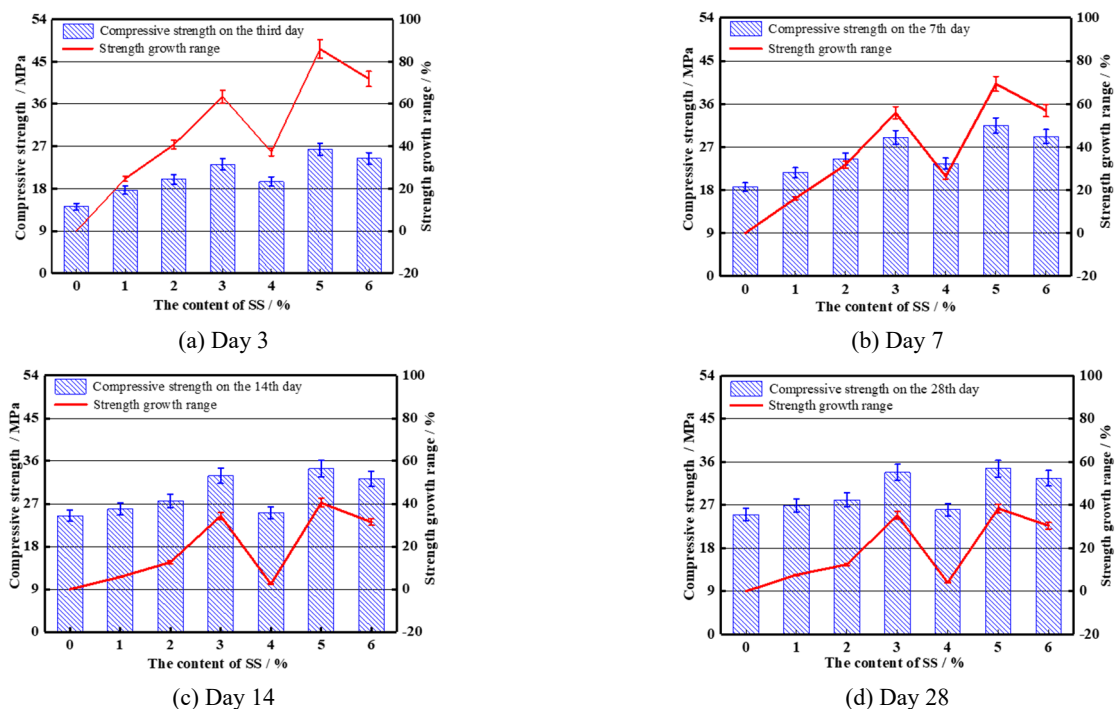 Compressive strength on the third day
Strength growth range
Compressive strength / MPa
54
45
36
27
18
9
0
Strength growth range / %
100
80
60
40
20
0
-20
0 1 2 3 4 5 6
The content of SS / %
(a) Day 3
Compressive strength on the 7th day
Strength growth range
Compressive strength / MPa
54
45
36
27
18
9
0
Strength growth range / %
100
80
60
40
20
0
-20
0 1 2 3 4 5 6
The content of SS / %
(b) Day 7
Compressive strength on the 14th day
Strength growth range
Compressive strength / MPa
54
45
36
27
18
9
0
Strength growth range / %
100
80
60
40
20
0
-20
0 1 2 3 4 5 6
The content of SS / %
(c) Day 14
Compressive strength on the 28th day
Strength growth range
Compressive strength / MPa
54
45
36
27
18
9
0
Strength growth range / %
100
80
60
40
20
0
-20
0 1 2 3 4 5 6
The content of SS / %
(d) Day 28